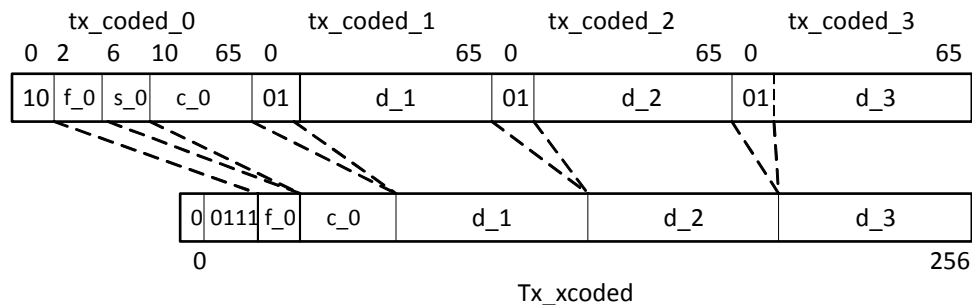 tx_coded_0 tx_coded_1 tx_coded_2 tx_coded_3
0 2 6 10 65 0 65 0 65 0 65
10 f_0 s_0 c_0 01 d_1 01 d_2 01 d_3
0 0111 f_0 c_0 d_1 d_2 d_3
0 256
Tx_xcoded